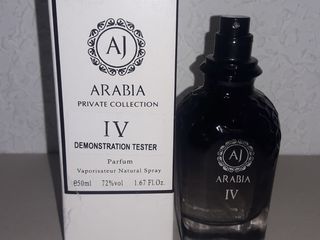 AJ
ARABIA
PRIVATE COLLECTION
IV
DEMONSTRATION TESTER
Parfum
Vaporisateur Natural Spray
℮50ml 72%vol 1.67 Fl.Oz.
AJ
ARABIA
IV